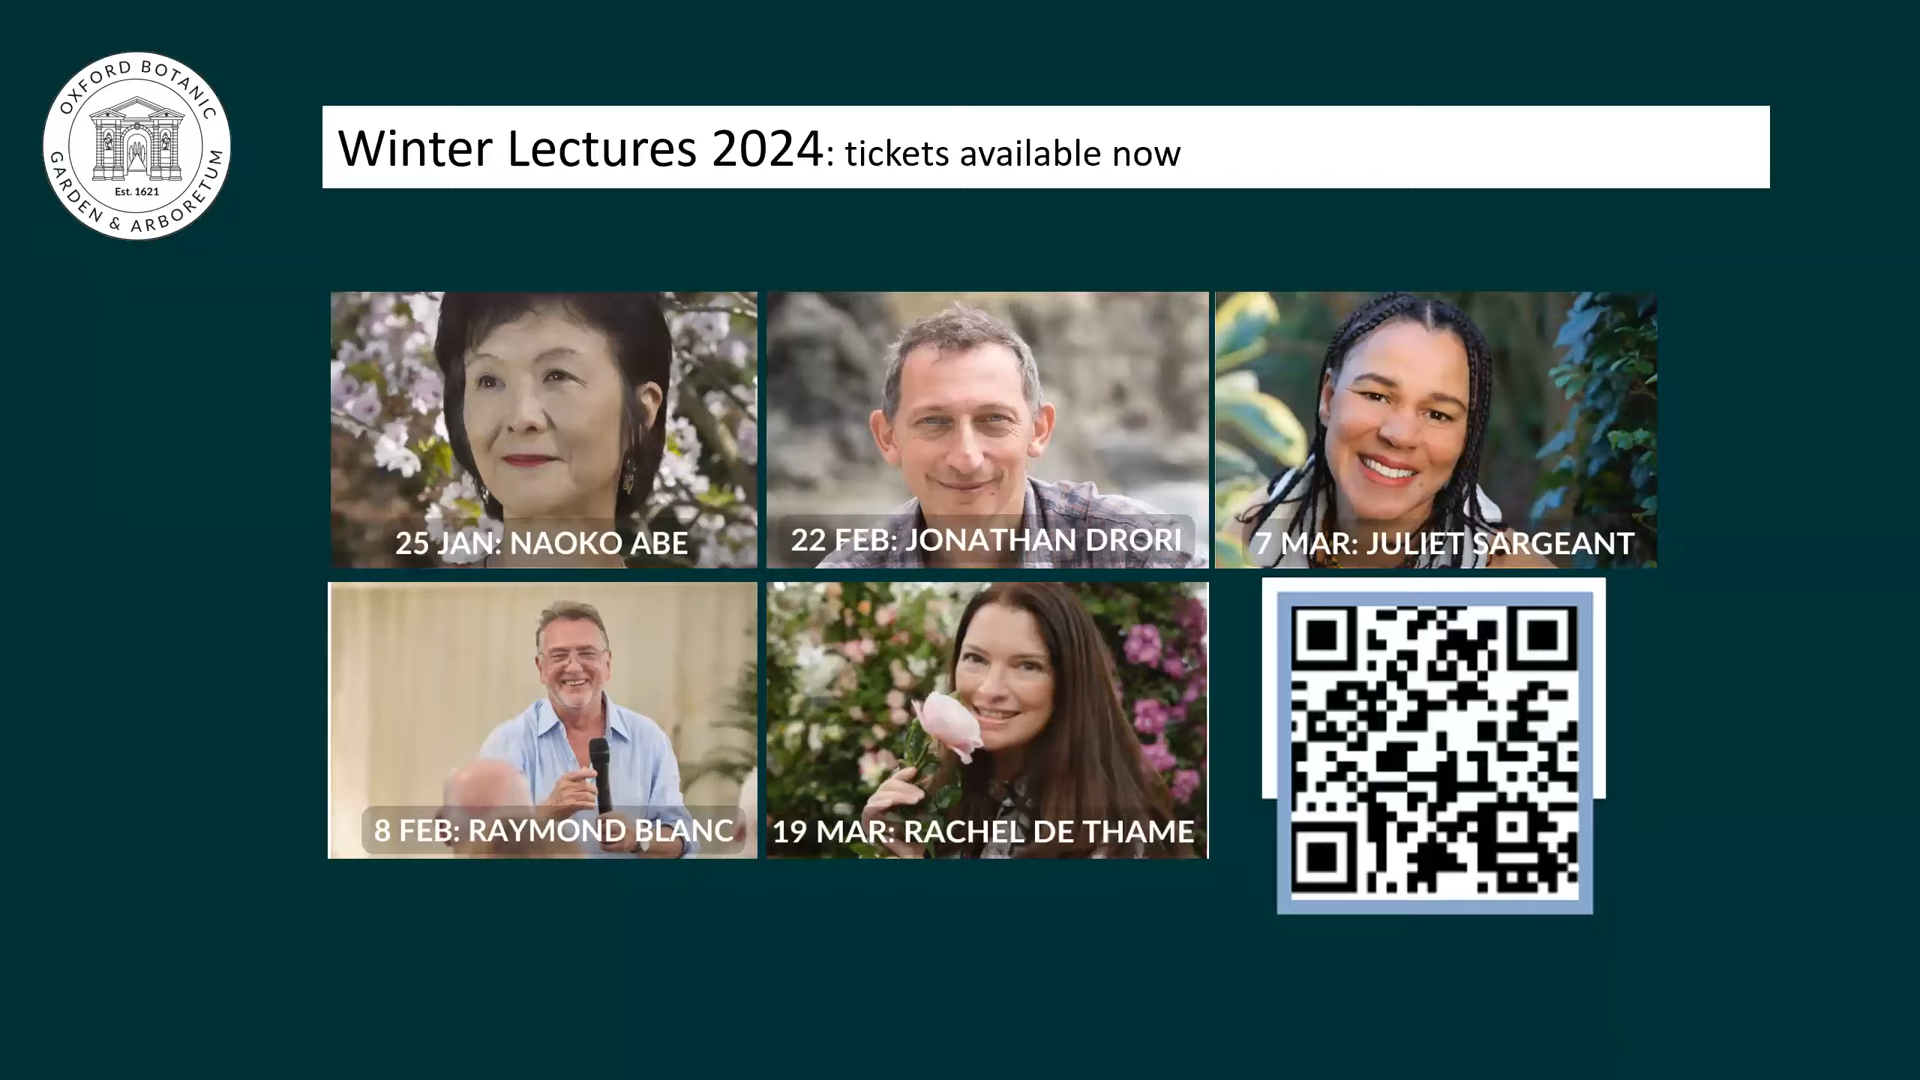 OXFORD BOTANIC
GARDEN & ARBORETUM
Est. 1621
Winter Lectures 2024: tickets available now
25 JAN: NAOKO ABE
22 FEB: JONATHAN DRORI
7 MAR: JULIET SARGEANT
8 FEB: RAYMOND BLANC
19 MAR: RACHEL DE THAME